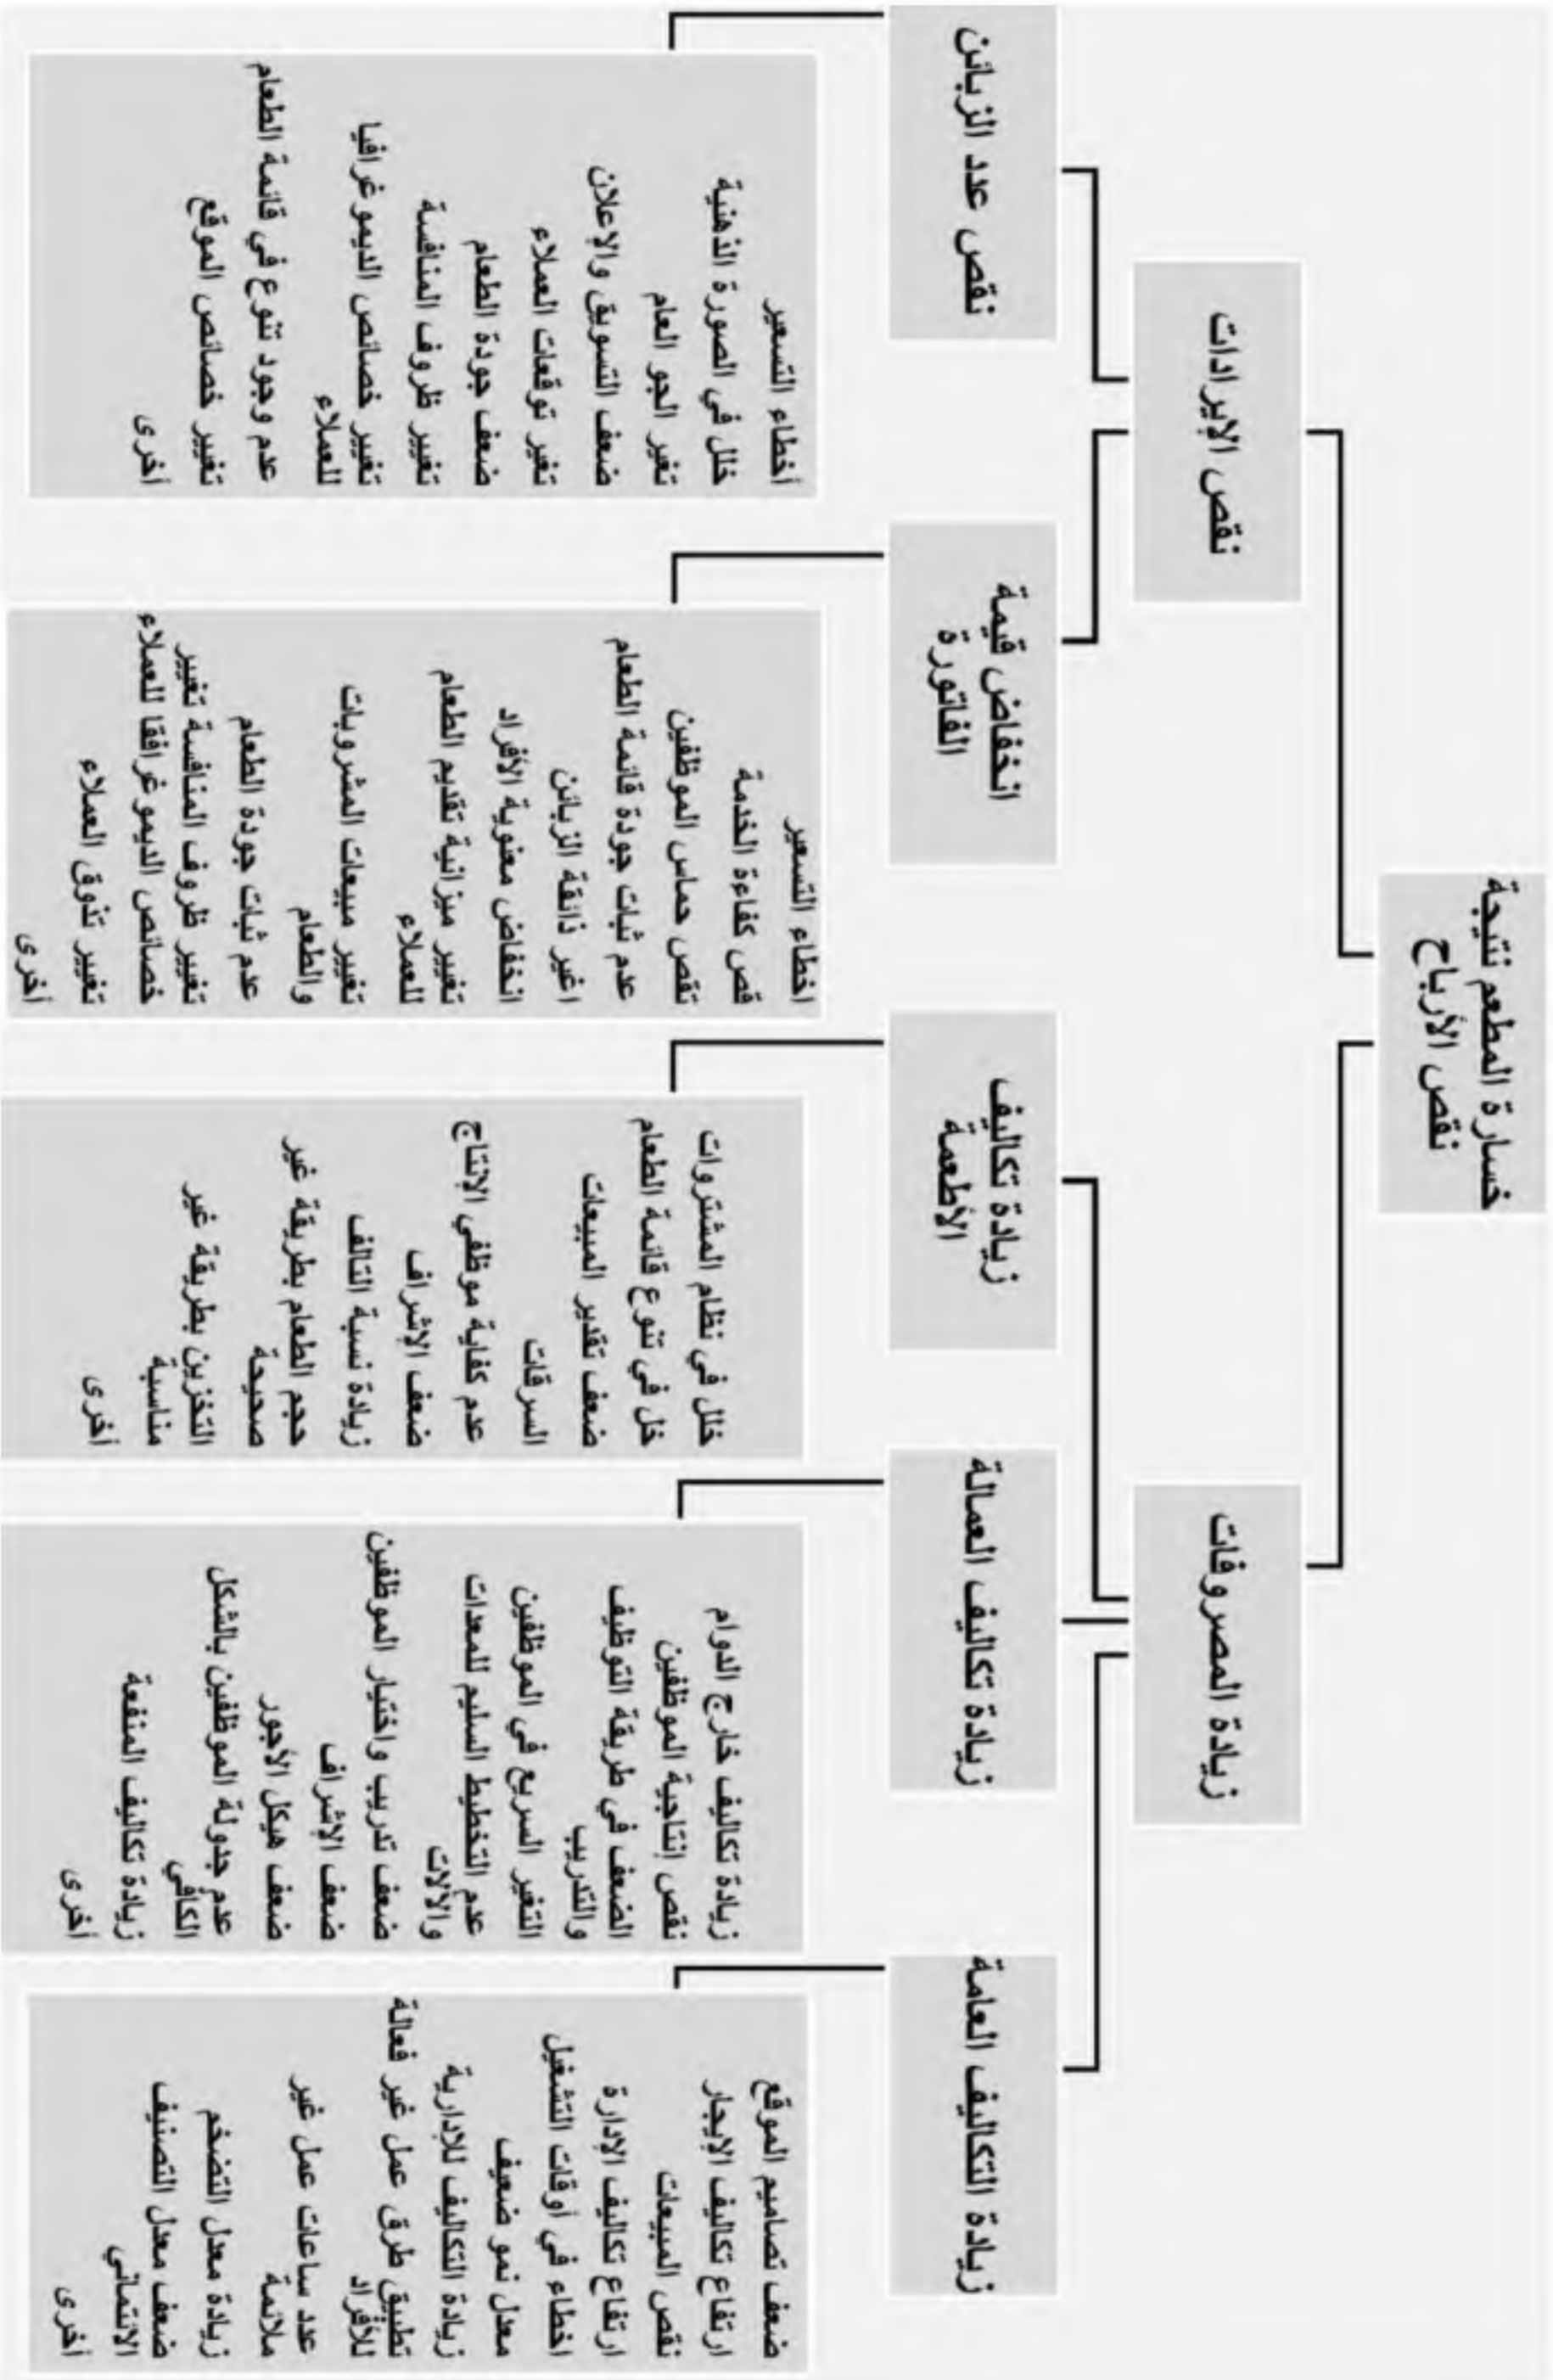 خسارة المطعم نتيجة
نقص الأرباح
نقص الإيرادات
زيادة المصروفات
نقص عدد الزبائن
انخفاض قيمة
الفاتورة
زيادة تكاليف
الأطعمة
زيادة تكاليف العمالة
زيادة التكاليف العامة
أخطاء التسعير
خلل في الصورة الذهنية
تغير الجو العام
ضعف التسويق والإعلان
تغير توقعات العملاء
ضعف جودة الطعام
تغيير ظروف المنافسة
تغيير خصائص الديموغرافيا
للعملاء
عدم وجود تنوع في قائمة الطعام
تغيير خصائص الموقع
أخرى
اخطاء التسعير
قص كفاءة الخدمة
نقص حماس الموظفين
عدم ثبات جودة قائمة الطعام
اغير ذائقة الزبائن
انخفاض معنوية الأفراد
تغيير ميزانية تقديم الطعام
للعملاء
تغيير مبيعات المشروبات
والطعام
عدم ثبات جودة الطعام
تغيير ظروف المنافسة تغيير
خصائص الديموغرافقا للعملاء
تغيير تذوق العملاء
أخرى
خلل في نظام المشتروات
خل في تنوع قائمة الطعام
ضعف تقدير المبيعات
السرقات
عدم كفاية موظفي الإنتاج
ضعف الإشراف
زيادة نسبة التالف
حجم الطعام بطريقة غير
صحيحة
التخزين بطريقة غير
مناسبة
أخرى
زيادة تكاليف خارج الدوام
نقص إنتاجية الموظفين
الضعف في طريقة التوظيف
والتدريب
التغير السريع في الموظفين
عدم التخطيط السليم للمعدات
والآلات
ضعف تدريب واختيار الموظفين
ضعف الإشراف
ضعف هيكل الأجور
عدم جدولة الموظفين بالشكل
الكافي
زيادة تكاليف المنفعة
أخرى
ضعف تصاميم الموقع
ارتفاع تكاليف الايجار
نقص المبيعات
ارتفاع تكاليف الإدارة
اخطاء في أوقات التشغيل
معدل نمو ضعيف
زيادة التكاليف للإدارية
تطبيق طرق عمل غير فعالة
للأفراد
عدد ساعات عمل غير
ملائمة
زيادة معدل التضخم
ضعف معدل التصنيف
الائتماني
أخرى